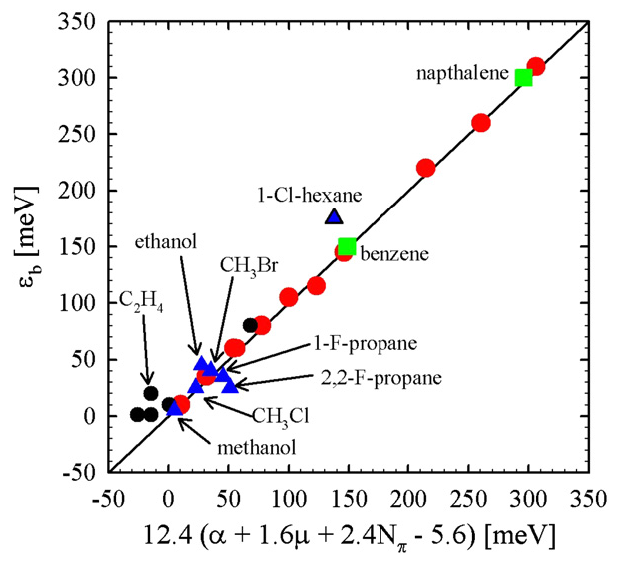 350
300
250
200
150
100
50
0
-50
ε_b [meV]
napthalene
1-Cl-hexane
ethanol
CH₃Br
benzene
C₂H₄
1-F-propane
2,2-F-propane
CH₃Cl
methanol
-50 0 50 100 150 200 250 300 350
12.4 (α + 1.6μ + 2.4N_π - 5.6) [meV]